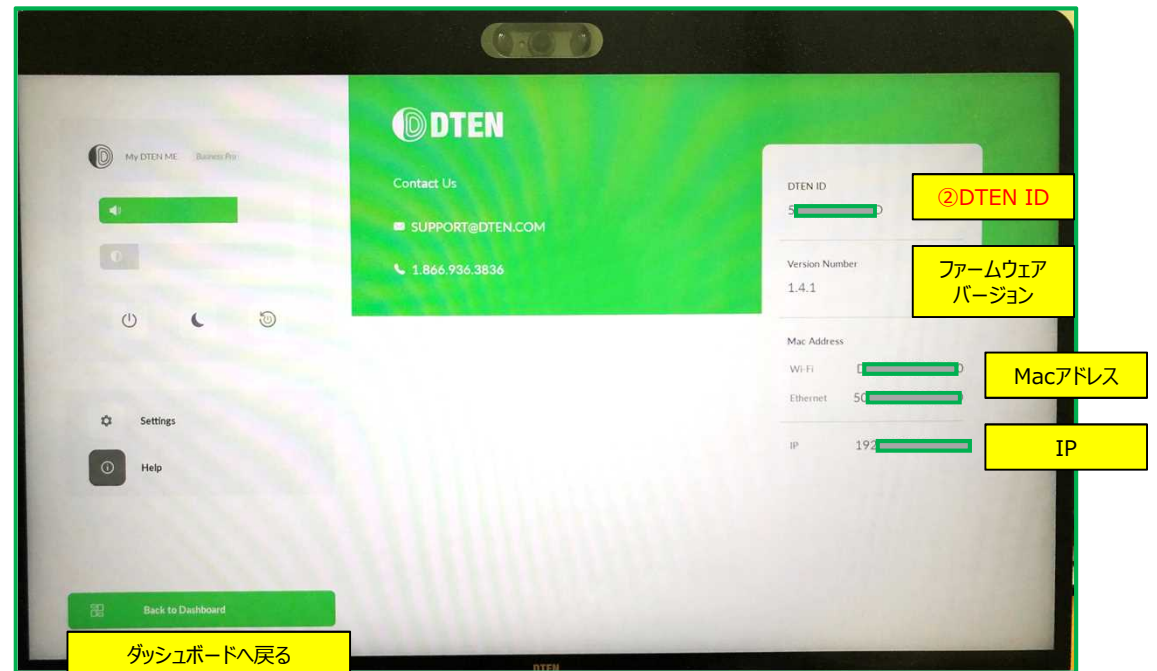 DTEN
My DTEN ME Business Pro
Contact Us
SUPPORT@DTEN.COM
1.866.936.3836
DTEN ID
②DTEN ID
Version Number
1.4.1
ファームウェア
バージョン
Mac Address
Wi-Fi
Ethernet 50
Macアドレス
IP 192
IP
Settings
Help
Back to Dashboard
ダッシュボードへ戻る
DTEN